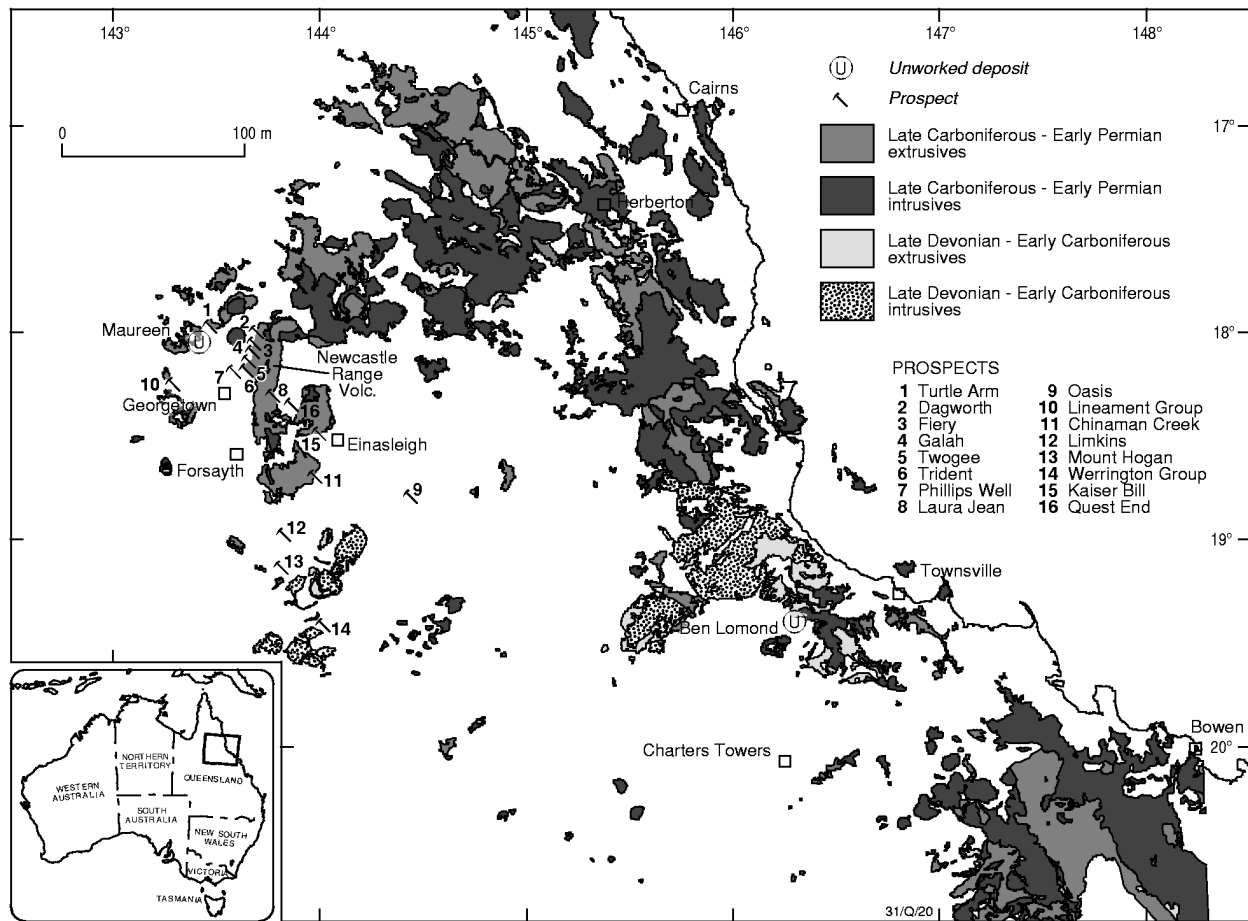 143°
144°
145°
146°
147°
148°
17°
18°
19°
20°
0
100 m
Cairns
Herberton
Maureen
U
Newcastle
Range
Volc.
Georgetown
Einasleigh
Forsayth
Townsville
Ben Lomond
U
Charters Towers
Bowen
1
2
3
4
5
6
7
8
9
10
11
12
13
14
15
16
U
Unworked deposit
Prospect
Late Carboniferous - Early Permian
extrusives
Late Carboniferous - Early Permian
intrusives
Late Devonian - Early Carboniferous
extrusives
Late Devonian - Early Carboniferous
intrusives
PROSPECTS
1 Turtle Arm
2 Dagworth
3 Fiery
4 Galah
5 Twogee
6 Trident
7 Phillips Well
8 Laura Jean
9 Oasis
10 Lineament Group
11 Chinaman Creek
12 Limkins
13 Mount Hogan
14 Werrington Group
15 Kaiser Bill
16 Quest End
WESTERN
AUSTRALIA
NORTHERN
TERRITORY
QUEENSLAND
SOUTH
AUSTRALIA
NEW SOUTH
WALES
VICTORIA
TASMANIA
31/Q/20